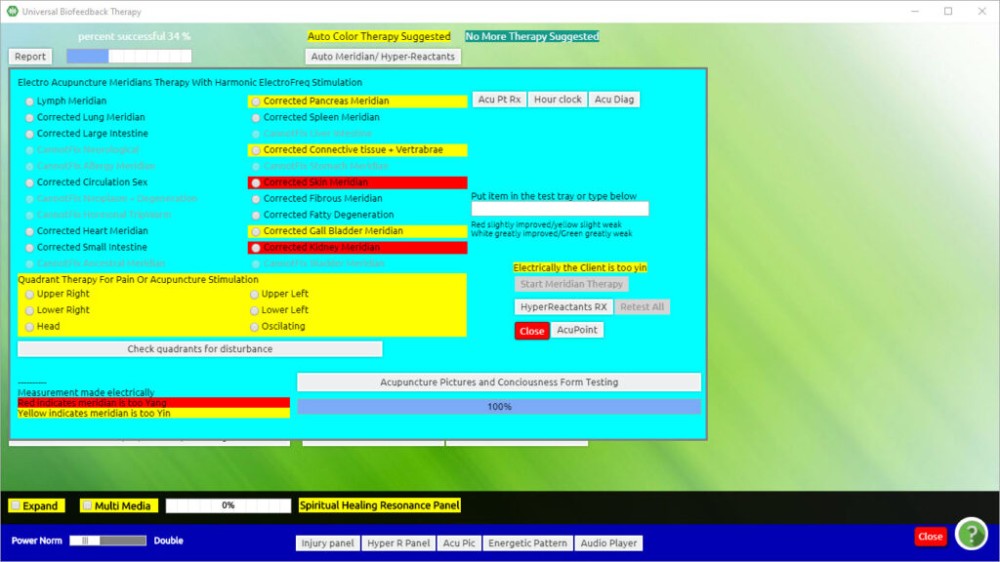 Universal Biofeedback Therapy
percent successful 34 %
Auto Color Therapy Suggested
No More Therapy Suggested
Report
Auto Meridian/ Hyper-Reactants
Electro Acupuncture Meridians Therapy With Harmonic ElectroFreq Stimulation
Lymph Meridian
Corrected Pancreas Meridian
Acu Pt Rx
Hour clock
Acu Diag
Corrected Lung Meridian
Corrected Spleen Meridian
Corrected Large Intestine
CannotFix Liver Intestine
CannotFix Neurological
Corrected Connective tissue + Vertrabrae
CannotFix Allergy Meridian
CannotFix Stomach Meridian
Corrected Circulation Sex
Corrected Skin Meridian
CannotFix Neoplasm - Degeneration
Corrected Fibrous Meridian
Put item in the test tray or type below
CannotFix Hormonal TripWarm
Corrected Fatty Degeneration
Corrected Heart Meridian
Corrected Gall Bladder Meridian
Red slightly improved/yellow slight weak
White greatly improved/Green greatly weak
Corrected Small Intestine
Corrected Kidney Meridian
CannotFix Ancestral Meridian
CannotFix Bladder Meridian
Electrically the Client is too yin
Quadrant Therapy For Pain Or Acupuncture Stimulation
Start Meridian Therapy
Upper Right
Upper Left
Lower Right
Lower Left
HyperReactants RX
Retest All
Head
Oscilating
Close
AcuPoint
Check quadrants for disturbance
----------
Acupuncture Pictures and Conciousness Form Testing
Measurement made electrically
Red indicates meridian is too Yang
100%
Yellow indicates meridian is too Yin
Expand
Multi Media
0%
Spiritual Healing Resonance Panel
Power Norm
Double
Injury panel
Hyper R Panel
Acu Pic
Energetic Pattern
Audio Player
Close
?